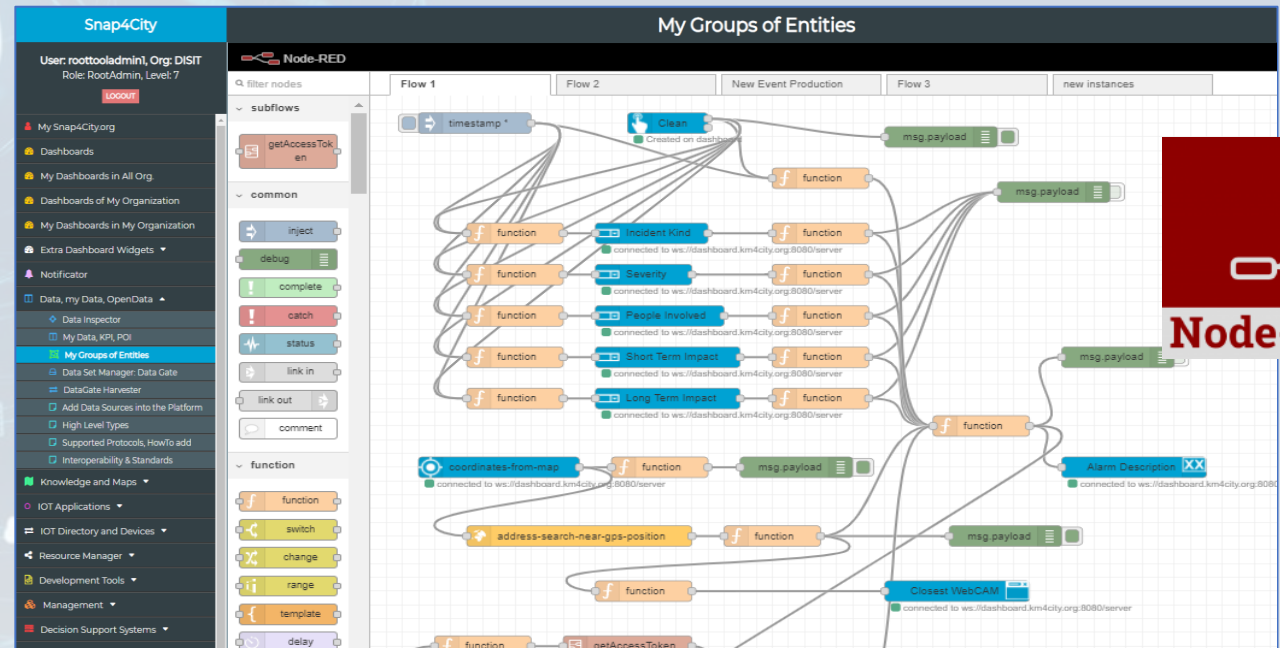 Snap4City
My Groups of Entities
User: roottooladmin1, Org: DISIT
Role: RootAdmin, Level: 7
LOGOUT
My Snap4City.org
Dashboards
My Dashboards in All Org.
Dashboards of My Organization
My Dashboards in My Organization
Extra Dashboard Widgets
Notificator
Data, my Data, OpenData
Data Inspector
My Data, KPI, POI
My Groups of Entities
Data Set Manager: Data Gate
DataGate Harvester
Add Data Sources into the Platform
High Level Types
Supported Protocols, HowTo add
Interoperability & Standards
Knowledge and Maps
IOT Applications
IOT Directory and Devices
Resource Manager
Development Tools
Management
Decision Support Systems
Node-RED
filter nodes
subflows
getAccessTok
en
common
inject
debug
complete
catch
status
link in
link out
comment
function
function
switch
change
range
template
delay
Flow 1
Flow 2
New Event Production
Flow 3
new instances
timestamp *
Clean
Created on dashboard
msg.payload
function
msg.payload
function
Incident Kind
function
connected to ws://dashboard.km4city.org:8080/server
function
Severity
function
connected to ws://dashboard.km4city.org:8080/server
function
People Involved
function
connected to ws://dashboard.km4city.org:8080/server
function
Short Term Impact
function
connected to ws://dashboard.km4city.org:8080/server
msg.payload
function
Long Term Impact
function
connected to ws://dashboard.km4city.org:8080/server
function
coordinates-from-map
function
msg.payload
connected to ws://dashboard.km4city.org:8080/server
Alarm Description
XX
connected to ws://dashboard.km4city.org:8080
address-search-near-gps-position
function
msg.payload
function
Closest WebCAM
connected to ws://dashboard.km4city.org:8080/server
function
getAccessToken
Node